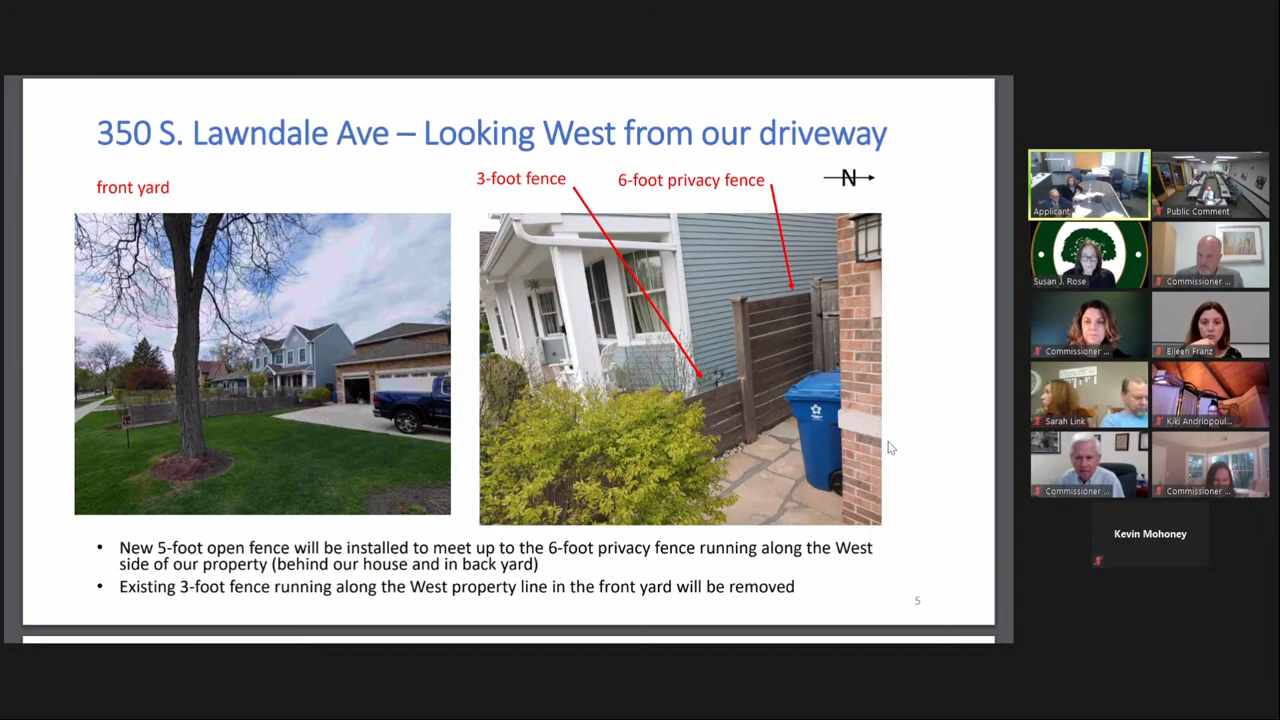 350 S. Lawndale Ave – Looking West from our driveway
front yard
3-foot fence
6-foot privacy fence
N
• New 5-foot open fence will be installed to meet up to the 6-foot privacy fence running along the West
side of our property (behind our house and in back yard)
• Existing 3-foot fence running along the West property line in the front yard will be removed
5
Applicant
Public Comment
Susan J. Rose
Commissioner ...
Commissioner ...
Eileen Franz
Sarah Link
Kiki Andriopoul...
Commissioner ...
Commissioner ...
Kevin Mohoney